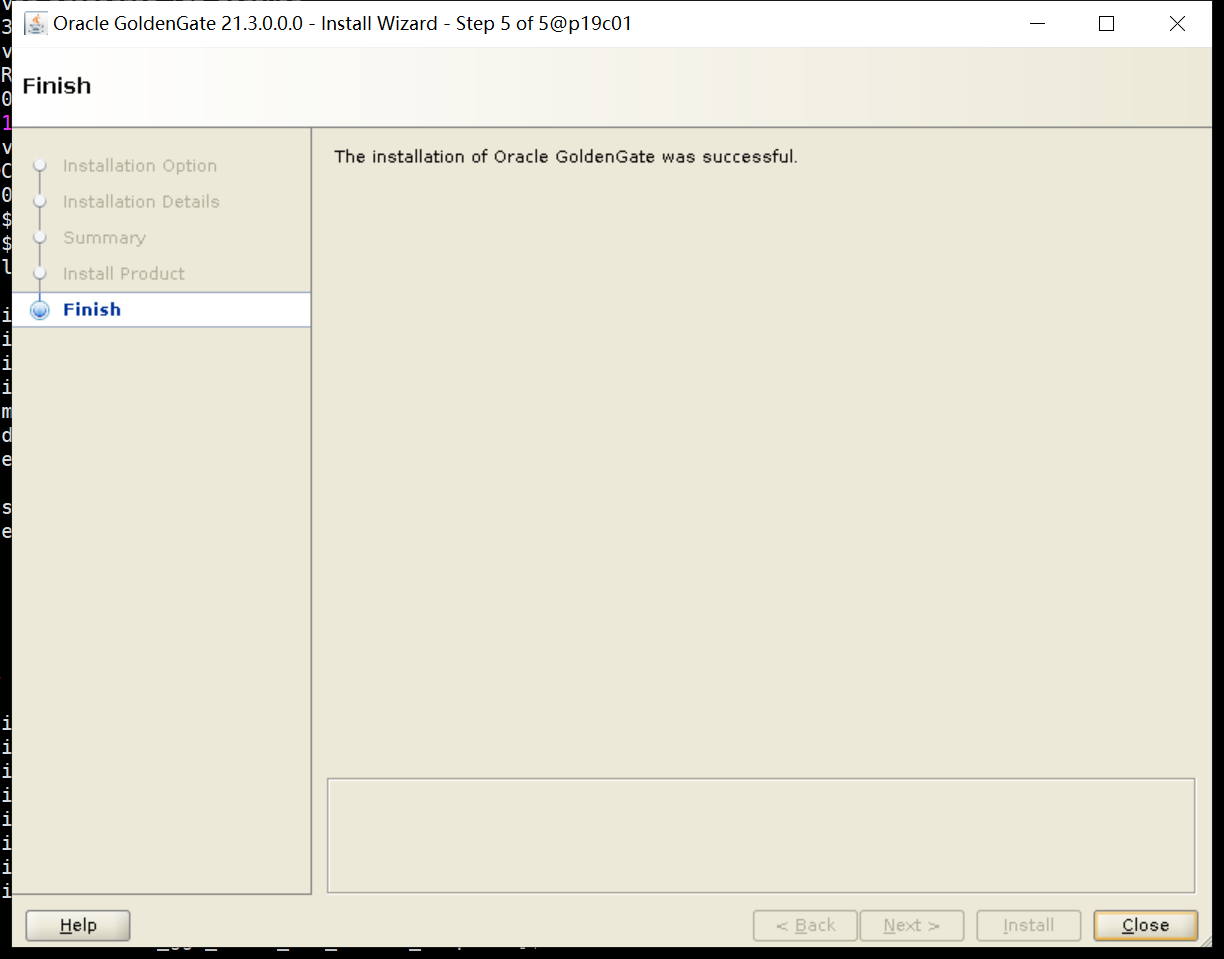 Oracle GoldenGate 21.3.0.0.0 - Install Wizard - Step 5 of 5@p19c01
Finish
Installation Option
Installation Details
Summary
Install Product
Finish
The installation of Oracle GoldenGate was successful.
Help
< Back
Next >
Install
Close